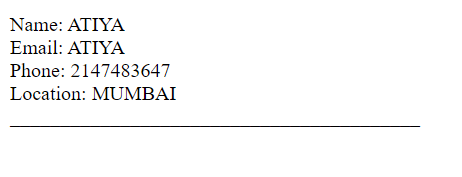 Name: ATIYA
Email: ATIYA
Phone: 2147483647
Location: MUMBAI